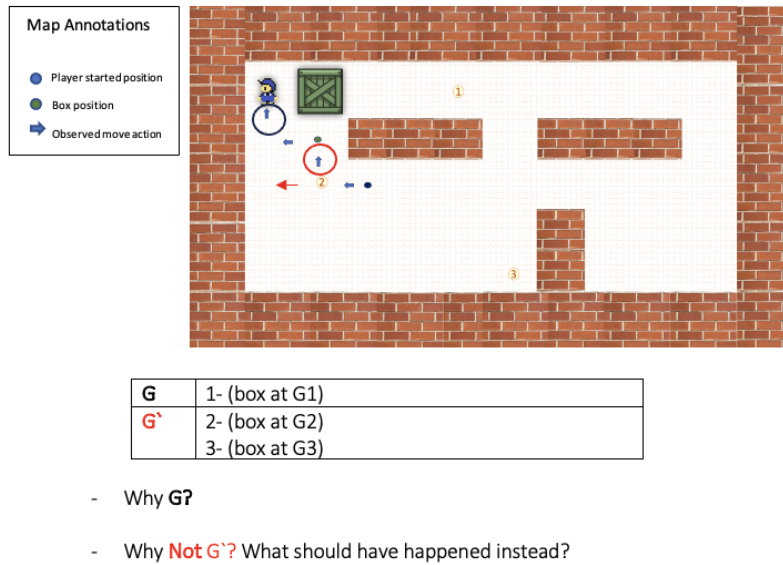 Map Annotations
Player started position
Box position
Observed move action
1
2
3
G 1- (box at G1)
G` 2- (box at G2)
3- (box at G3)
- Why G?
- Why Not G`? What should have happened instead?